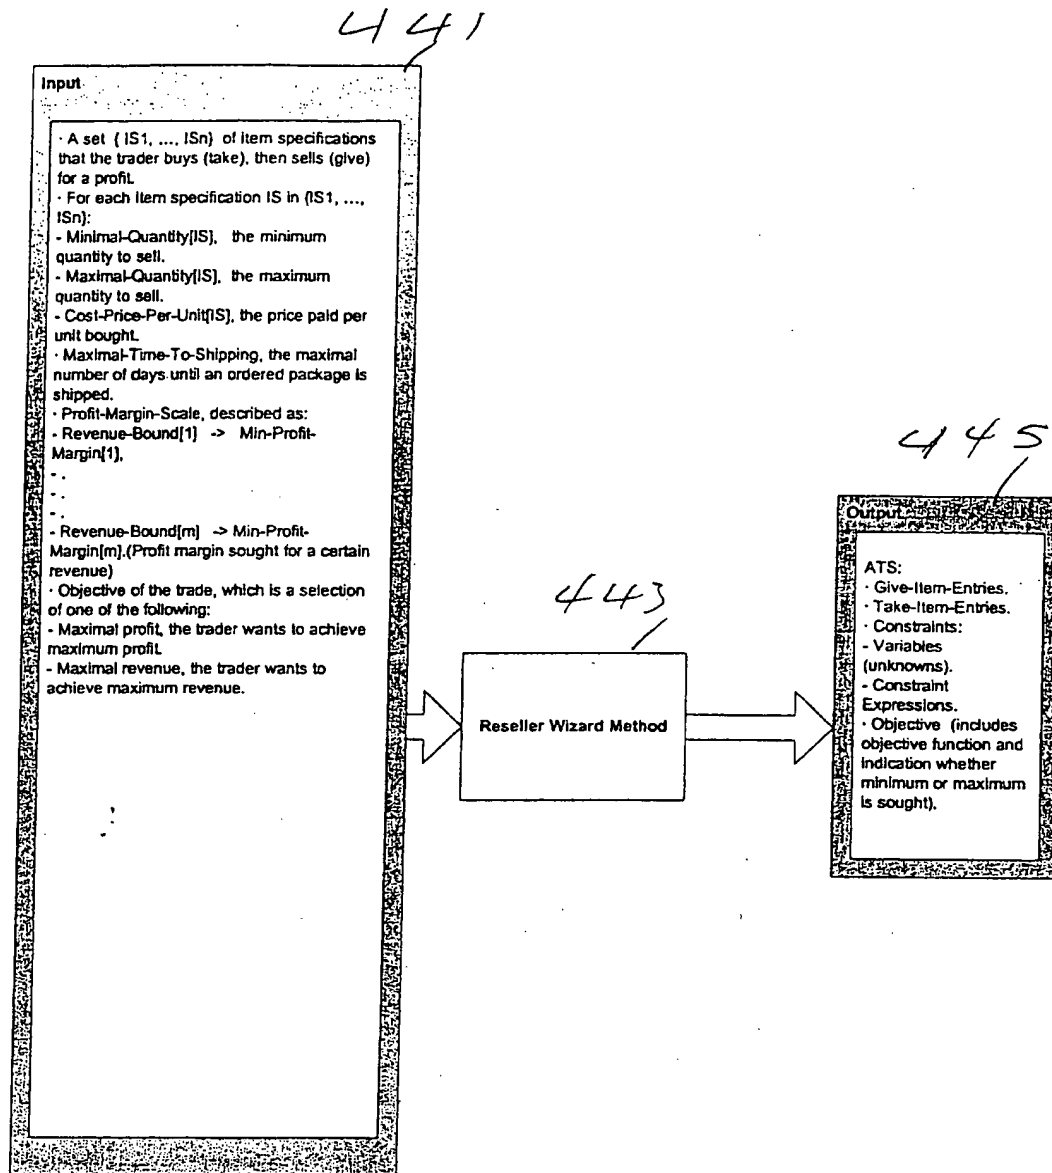 441
Input
· A set { IS1, ..., ISn} of item specifications
that the trader buys (take), then sells (give)
for a profit.
· For each item specification IS in {IS1, ...,
ISn}:
- Minimal-Quantity[IS], the minimum
quantity to sell.
- Maximal-Quantity[IS], the maximum
quantity to sell.
- Cost-Price-Per-Unit[IS], the price paid per
unit bought.
· Maximal-Time-To-Shipping, the maximal
number of days until an ordered package is
shipped.
· Profit-Margin-Scale, described as:
- Revenue-Bound[1] -> Min-Profit-
Margin[1],
- .
- .
- .
- Revenue-Bound[m] -> Min-Profit-
Margin[m].(Profit margin sought for a certain
revenue)
· Objective of the trade, which is a selection
of one of the following:
- Maximal profit, the trader wants to achieve
maximum profit.
- Maximal revenue, the trader wants to
achieve maximum revenue.
443
Reseller Wizard Method
445
Output
ATS:
· Give-Item-Entries.
· Take-Item-Entries.
· Constraints:
- Variables
(unknowns).
- Constraint
Expressions.
· Objective (includes
objective function and
indication whether
minimum or maximum
is sought).